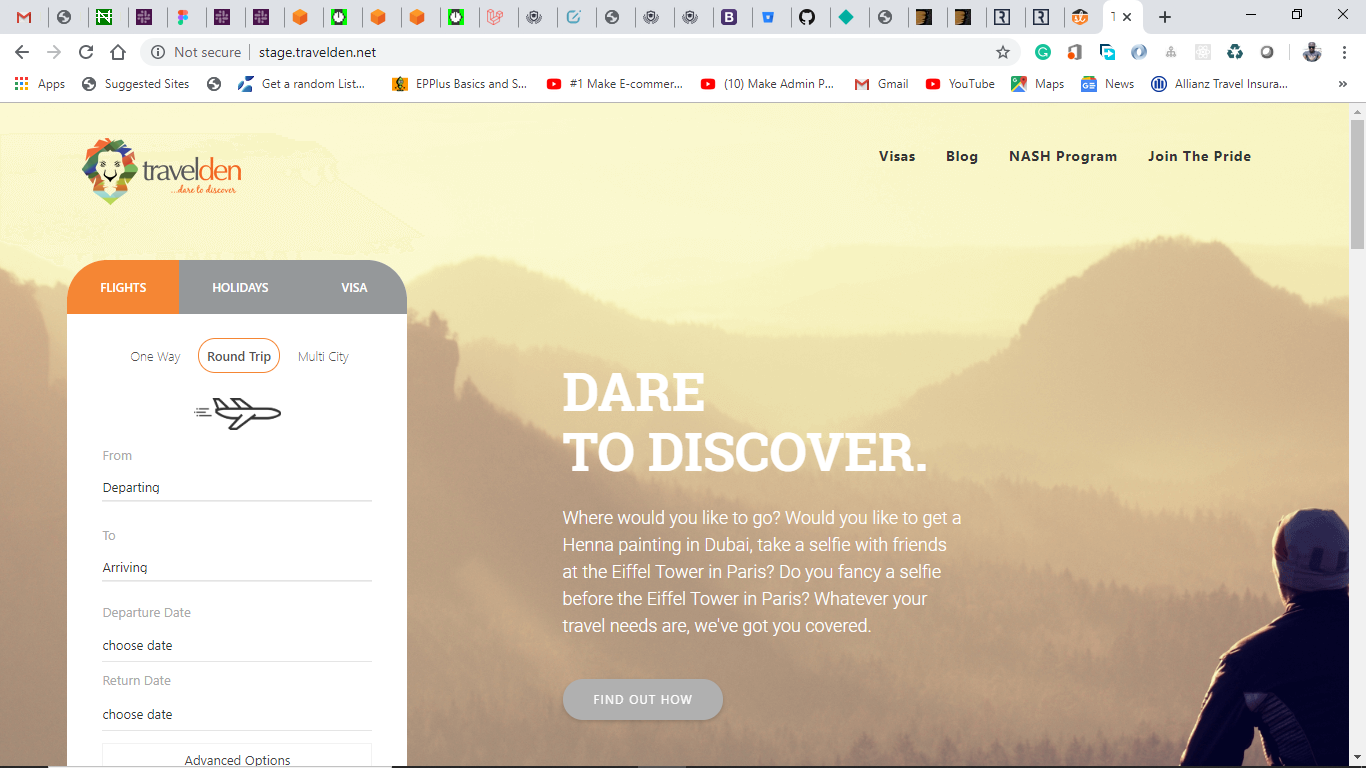 Not secure
stage.travelden.net
Apps
Suggested Sites
Get a random List...
EPPlus Basics and S...
#1 Make E-commer...
(10) Make Admin P...
Gmail
YouTube
Maps
News
Allianz Travel Insura...
»
travelden
...dare to discover
Visas
Blog
NASH Program
Join The Pride
FLIGHTS
HOLIDAYS
VISA
One Way
Round Trip
Multi City
From
Departing
To
Arriving
Departure Date
choose date
Return Date
choose date
Advanced Options
DARE
TO DISCOVER.
Where would you like to go? Would you like to get a
Henna painting in Dubai, take a selfie with friends
at the Eiffel Tower in Paris? Do you fancy a selfie
before the Eiffel Tower in Paris? Whatever your
travel needs are, we've got you covered.
FIND OUT HOW